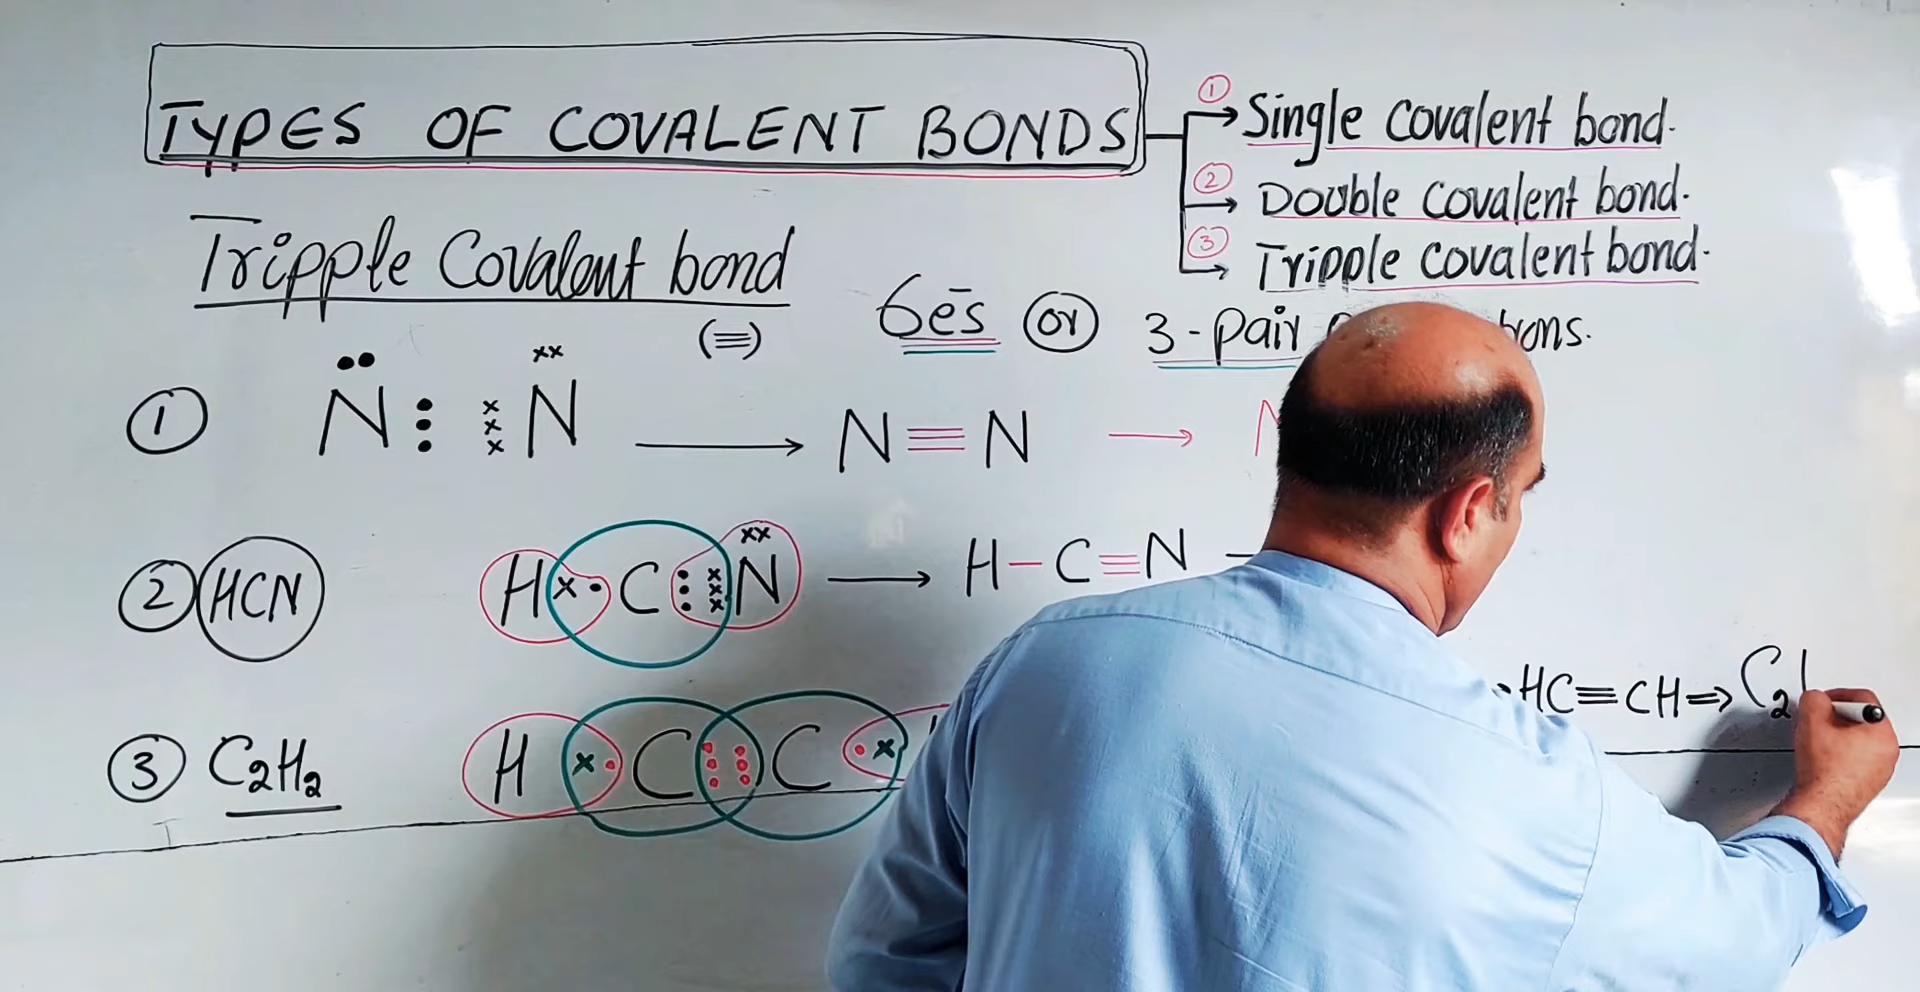 TYPES OF COVALENT BONDS
① Single covalent bond.
② Double covalent bond.
③ Tripple covalent bond.
Tripple Covalent bond
(≡) 6ēs or 3-pair
① N N → N≡N → N
② HCN H C N → H-C≡N
③ C₂H₂ H C C
HC≡CH ⇒ C₂